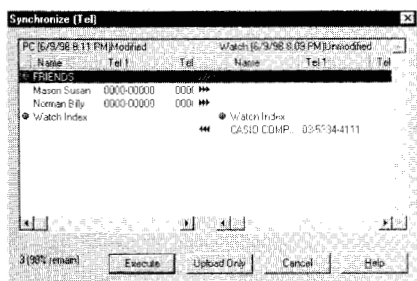 Synchronize (Tel)
PC [6/9/98 8:11 PM]Modified Watch [6/9/98 8:09 PM]Unmodified
Name Tel 1 Tel Name Tel 1 Tel
FRIENDS
Mason Susan 0000-00000 000(
Norman Billy 0000-00000 000(
Watch Index Watch Index
CASIO COMP.. 03-5334-4111
3 [98% remain] Execute Upload Only Cancel Help